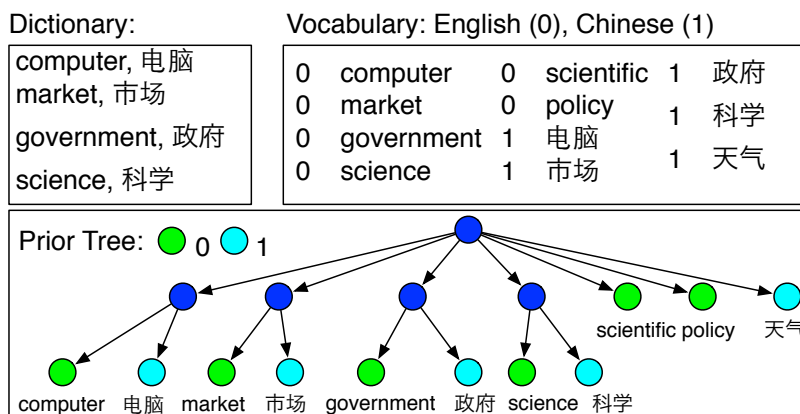 Dictionary:
computer, 电脑
market, 市场
government, 政府
science, 科学
Vocabulary: English (0), Chinese (1)
0 computer 0 scientific 1 政府
0 market 0 policy 1 科学
0 government 1 电脑 1 天气
0 science 1 市场
Prior Tree: 0 1
scientific policy 天气
computer 电脑 market 市场 government 政府 science 科学